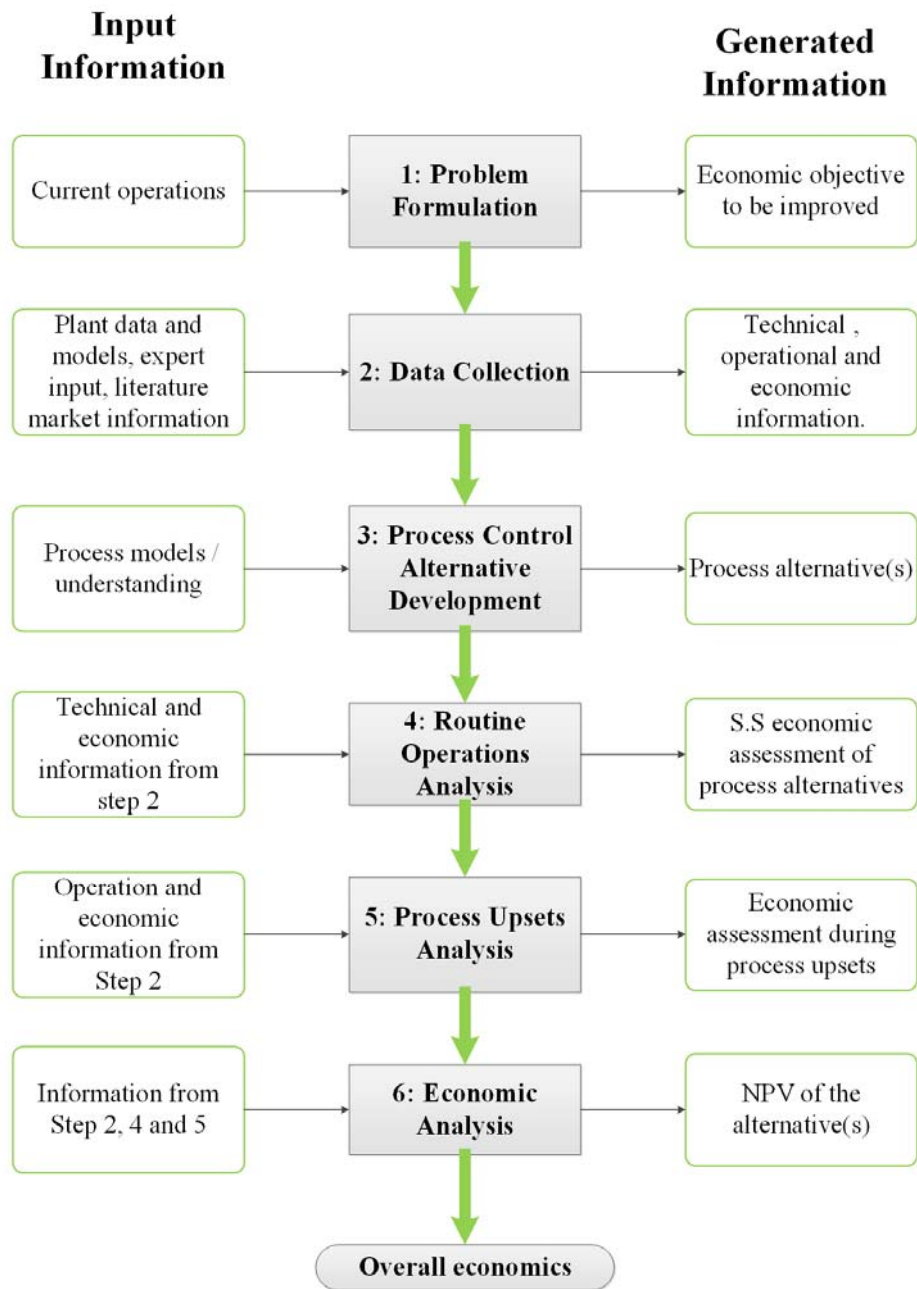 Input
Information
Generated
Information
Current operations
1: Problem
Formulation
Economic objective
to be improved
Plant data and
models, expert
input, literature
market information
2: Data Collection
Technical ,
operational and
economic
information.
Process models /
understanding
3: Process Control
Alternative
Development
Process alternative(s)
Technical and
economic
information from
step 2
4: Routine
Operations
Analysis
S.S economic
assessment of
process alternatives
Operation and
economic
information from
Step 2
5: Process Upsets
Analysis
Economic
assessment during
process upsets
Information from
Step 2, 4 and 5
6: Economic
Analysis
NPV of the
alternative(s)
Overall economics